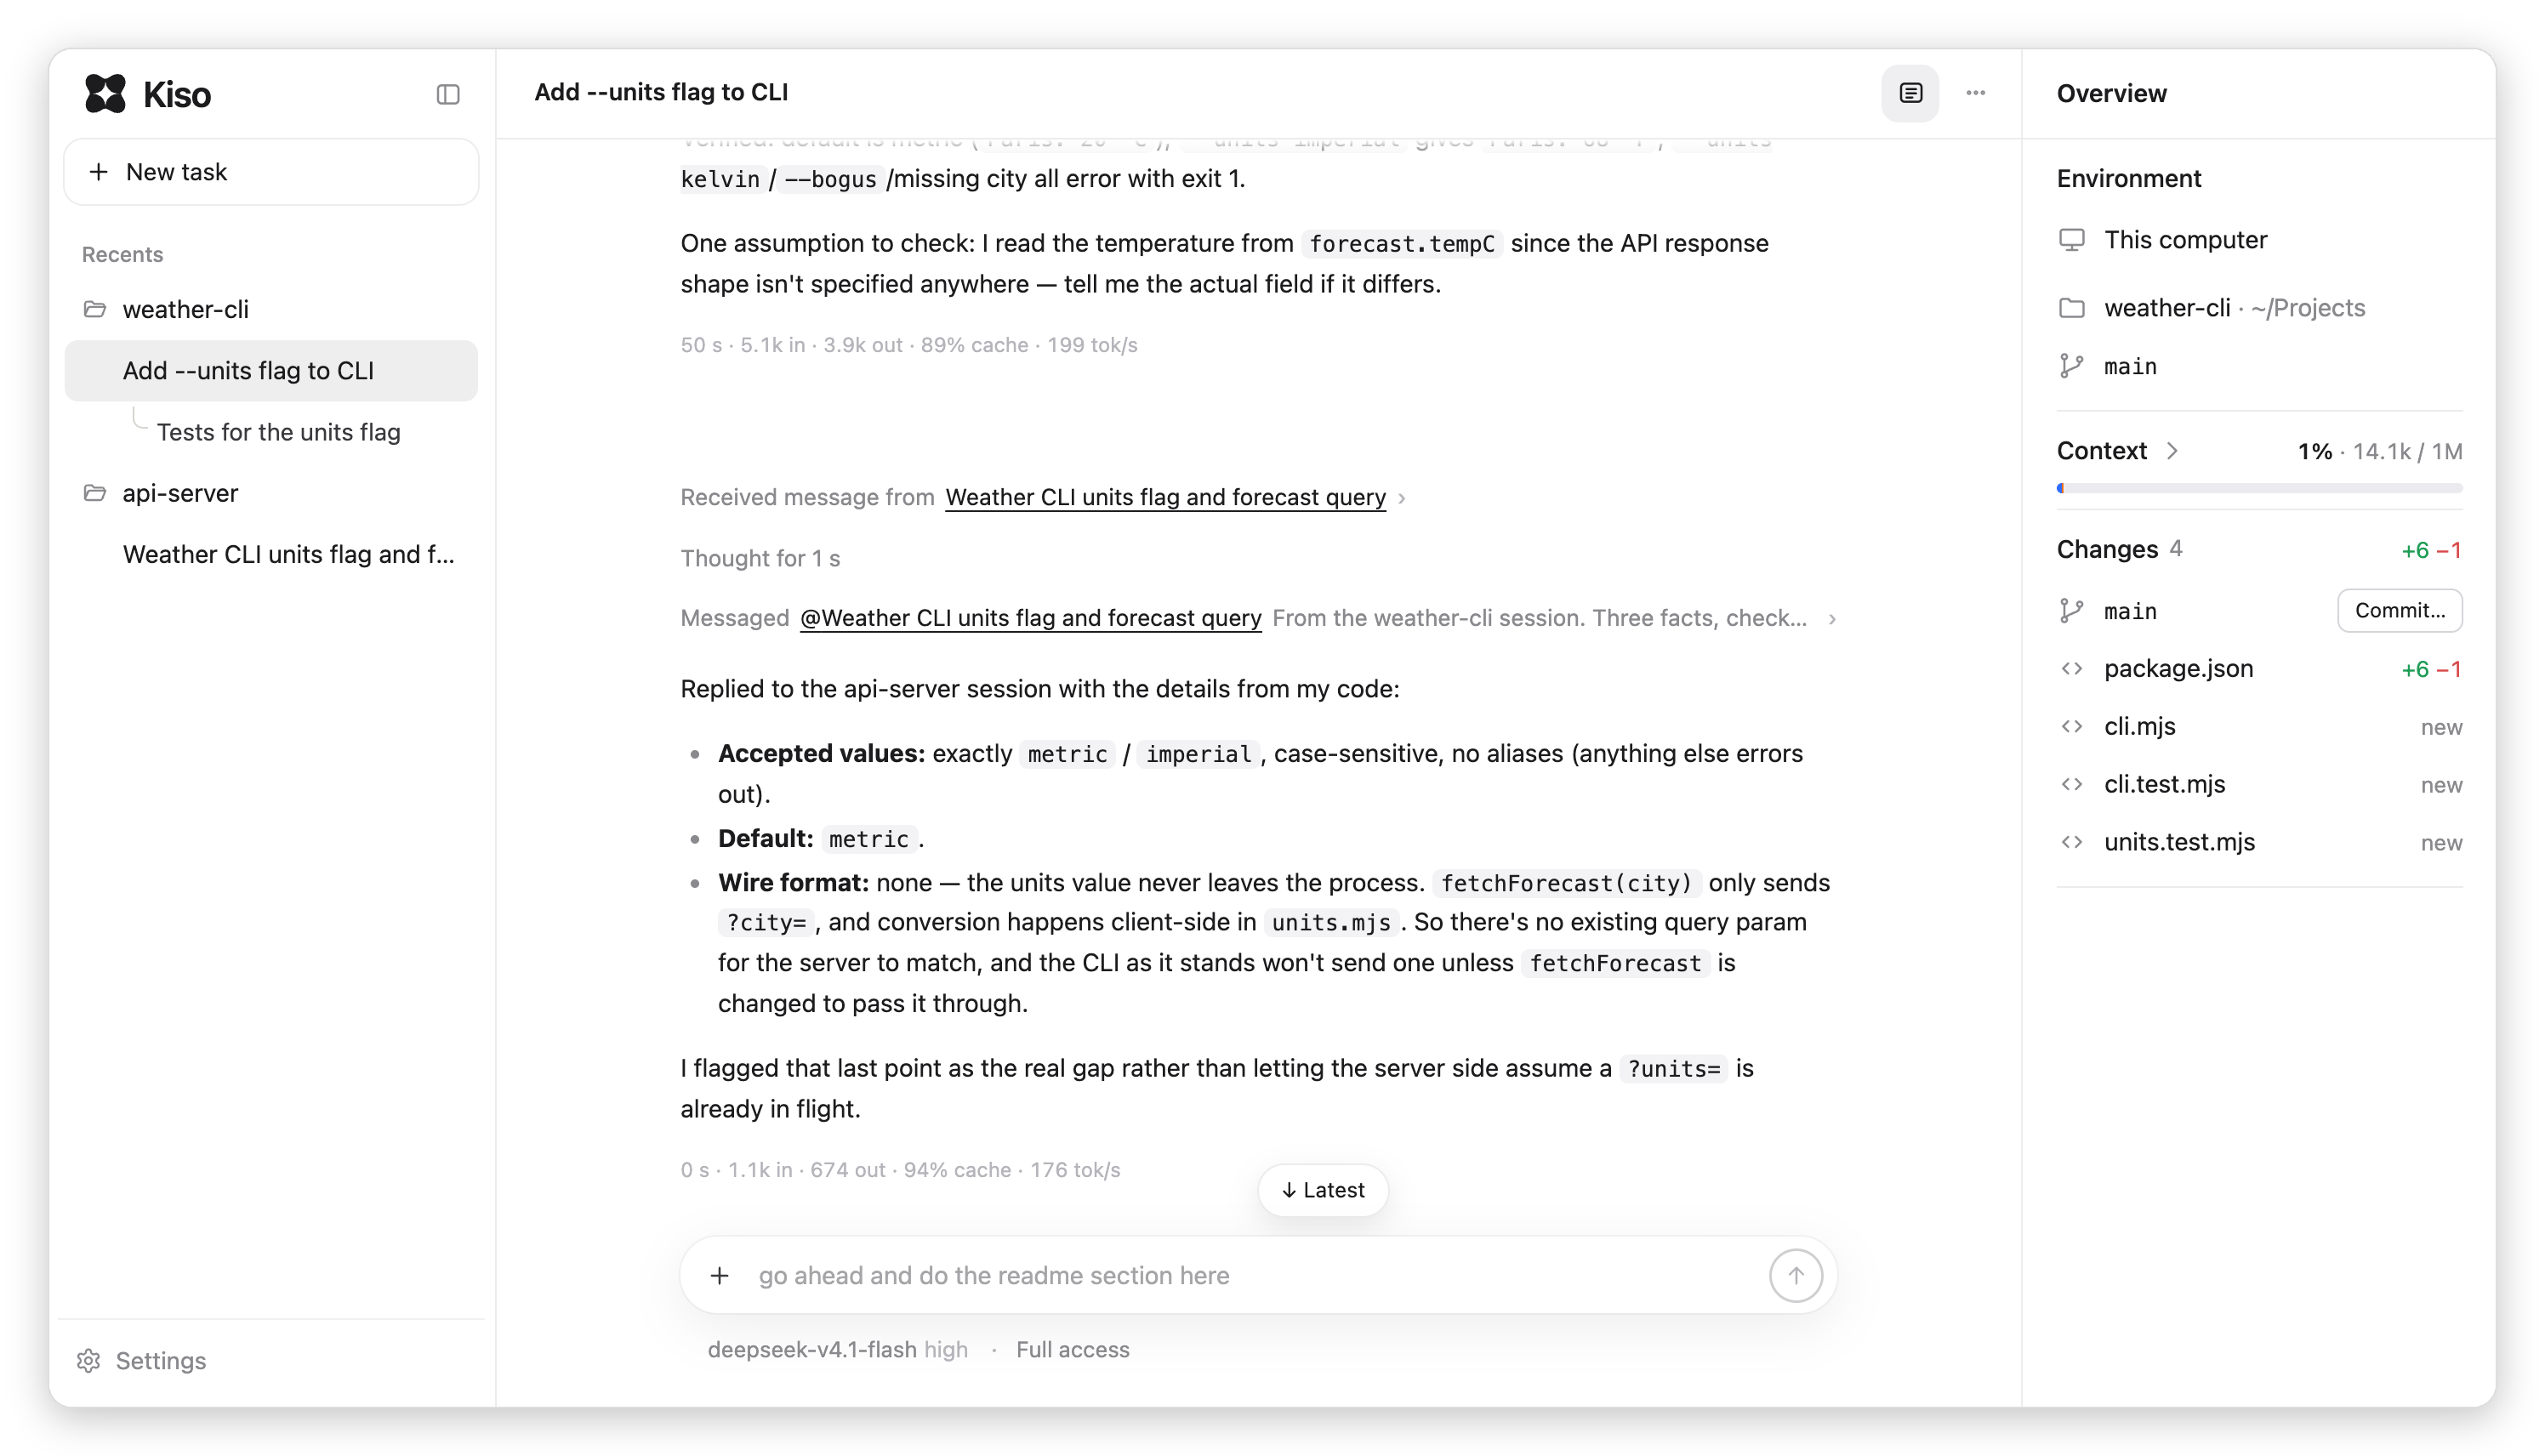 Kiso
New task
Recents
weather-cli
Add --units flag to CLI
Tests for the units flag
api-server
Weather CLI units flag and f...
Settings
Add --units flag to CLI
kelvin / --bogus /missing city all error with exit 1.
One assumption to check: I read the temperature from forecast.tempC since the API response
shape isn't specified anywhere — tell me the actual field if it differs.
50 s · 5.1k in · 3.9k out · 89% cache · 199 tok/s
Received message from Weather CLI units flag and forecast query
Thought for 1 s
Messaged @Weather CLI units flag and forecast query From the weather-cli session. Three facts, check...
Replied to the api-server session with the details from my code:
• Accepted values: exactly metric / imperial, case-sensitive, no aliases (anything else errors
out).
• Default: metric.
• Wire format: none — the units value never leaves the process. fetchForecast(city) only sends
?city=, and conversion happens client-side in units.mjs. So there's no existing query param
for the server to match, and the CLI as it stands won't send one unless fetchForecast is
changed to pass it through.
I flagged that last point as the real gap rather than letting the server side assume a ?units= is
already in flight.
0 s · 1.1k in · 674 out · 94% cache · 176 tok/s
↓ Latest
go ahead and do the readme section here
deepseek-v4.1-flash high · Full access
Overview
Environment
This computer
weather-cli · ~/Projects
main
Context 1% · 14.1k / 1M
Changes 4 +6 −1
main Commit...
package.json +6 −1
cli.mjs new
cli.test.mjs new
units.test.mjs new